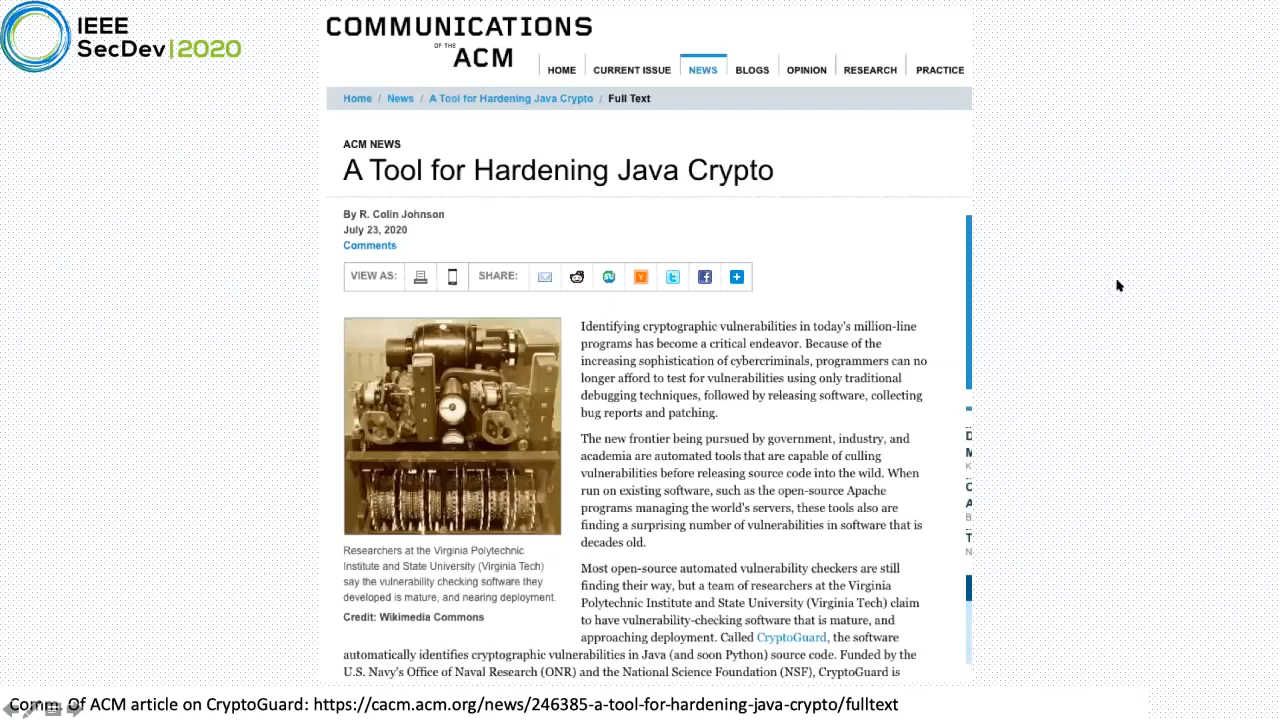 IEEE
SecDev|2020
COMMUNICATIONS
OF THE
ACM
HOME
CURRENT ISSUE
NEWS
BLOGS
OPINION
RESEARCH
PRACTICE
Home / News / A Tool for Hardening Java Crypto / Full Text
ACM NEWS
A Tool for Hardening Java Crypto
By R. Colin Johnson
July 23, 2020
Comments
VIEW AS:
SHARE:
Identifying cryptographic vulnerabilities in today's million-line
programs has become a critical endeavor. Because of the
increasing sophistication of cybercriminals, programmers can no
longer afford to test for vulnerabilities using only traditional
debugging techniques, followed by releasing software, collecting
bug reports and patching.
The new frontier being pursued by government, industry, and
academia are automated tools that are capable of culling
vulnerabilities before releasing source code into the wild. When
run on existing software, such as the open-source Apache
programs managing the world's servers, these tools also are
finding a surprising number of vulnerabilities in software that is
decades old.
Researchers at the Virginia Polytechnic
Institute and State University (Virginia Tech)
say the vulnerability checking software they
developed is mature, and nearing deployment.
Credit: Wikimedia Commons
Most open-source automated vulnerability checkers are still
finding their way, but a team of researchers at the Virginia
Polytechnic Institute and State University (Virginia Tech) claim
to have vulnerability-checking software that is mature, and
approaching deployment. Called CryptoGuard, the software
automatically identifies cryptographic vulnerabilities in Java (and soon Python) source code. Funded by the
U.S. Navy's Office of Naval Research (ONR) and the National Science Foundation (NSF), CryptoGuard is
Comm. Of ACM article on CryptoGuard: https://cacm.acm.org/news/246385-a-tool-for-hardening-java-crypto/fulltext